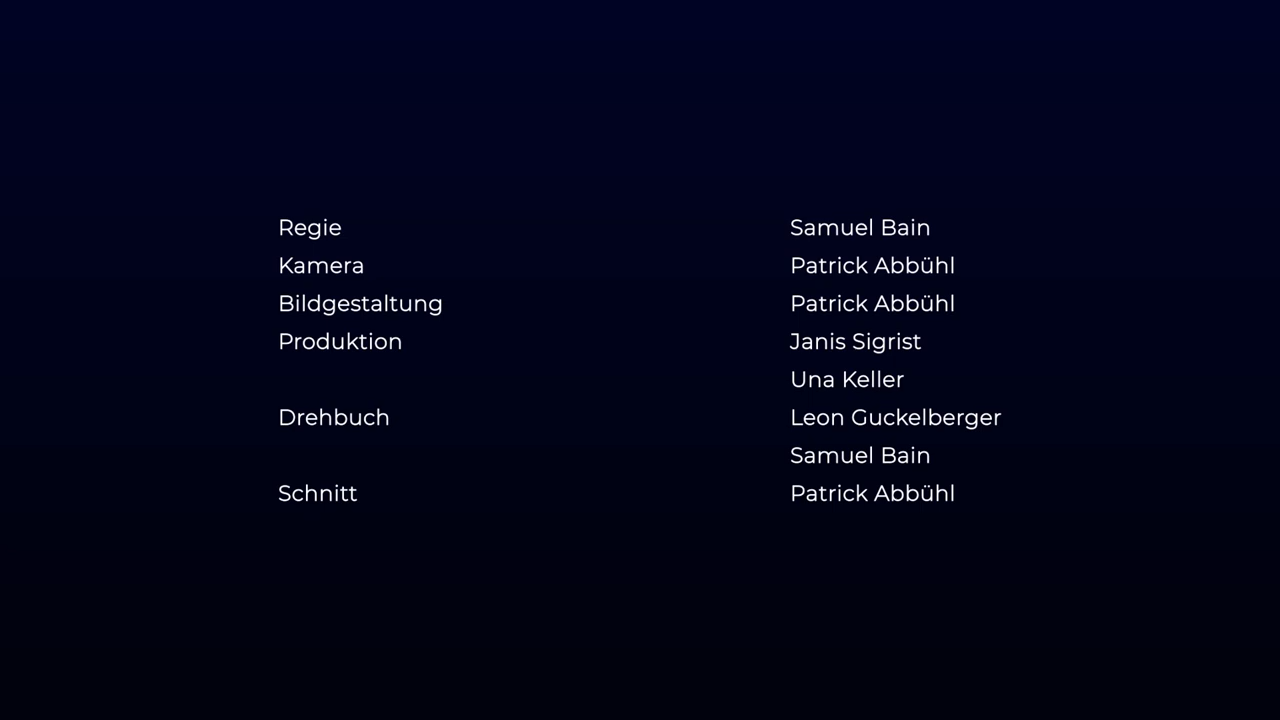 Regie Samuel Bain
Kamera Patrick Abbühl
Bildgestaltung Patrick Abbühl
Produktion Janis Sigrist
Una Keller
Drehbuch Leon Guckelberger
Samuel Bain
Schnitt Patrick Abbühl